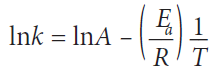 lnk = lnA − (Eₐ/R) 1/T